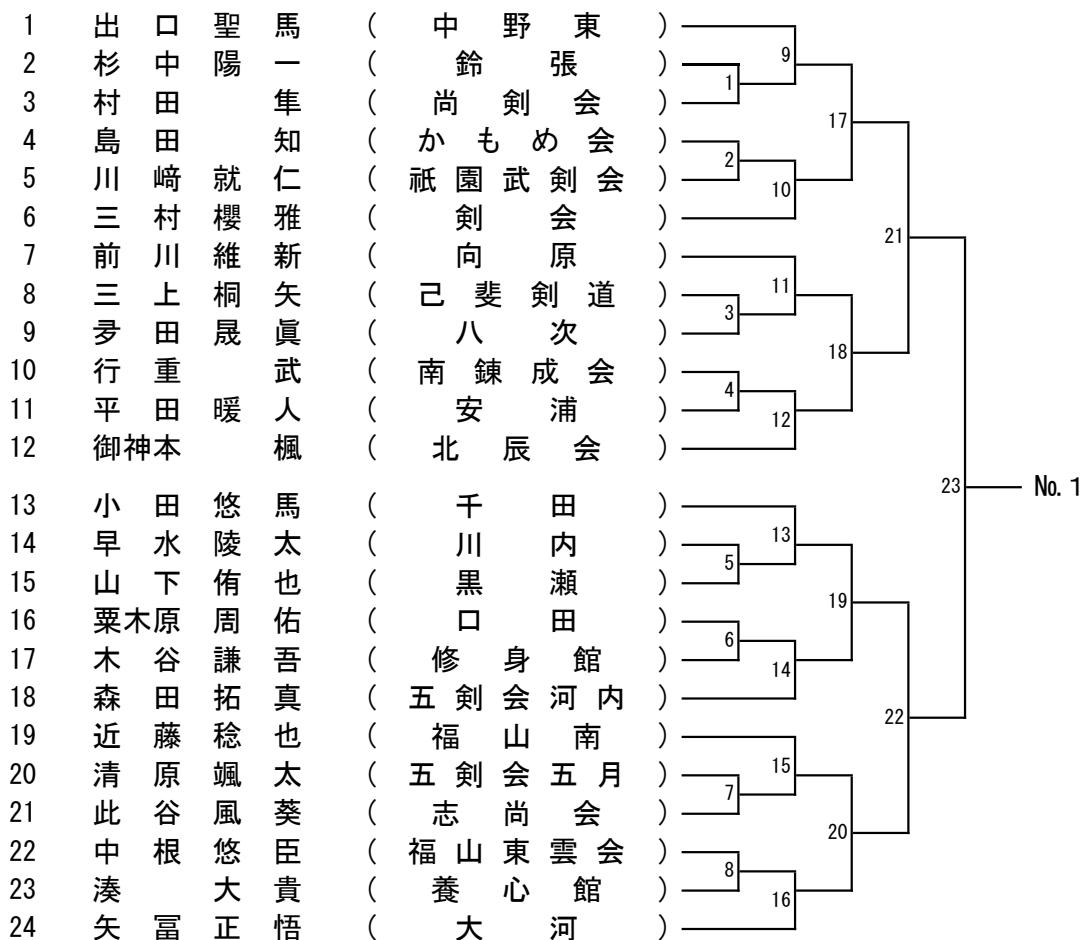 1 出口聖馬 (中野東) 9
2 杉中陽一 (鈴張) 1
3 村田 隼 (尚剣会) 17
4 島田 知 (かもめ会) 2
5 川﨑就仁 (祇園武剣会) 10
6 三村櫻雅 (剣会) 21
7 前川維新 (向原) 11
8 三上桐矢 (己斐剣道) 3
9 夛田晟眞 (八次) 18
10 行重 武 (南錬成会) 4
11 平田暖人 (安浦) 12
12 御神本 楓 (北辰会)
23 No.1
13 小田悠馬 (千田) 13
14 早水陵太 (川内) 5
15 山下侑也 (黒瀬) 19
16 粟木原周佑 (口田) 6
17 木谷謙吾 (修身館) 14
18 森田拓真 (五剣会河内) 22
19 近藤稔也 (福山南) 15
20 清原颯太 (五剣会五月) 7
21 此谷風葵 (志尚会) 20
22 中根悠臣 (福山東雲会) 8
23 湊 大貴 (養心館) 16
24 矢冨正悟 (大河)